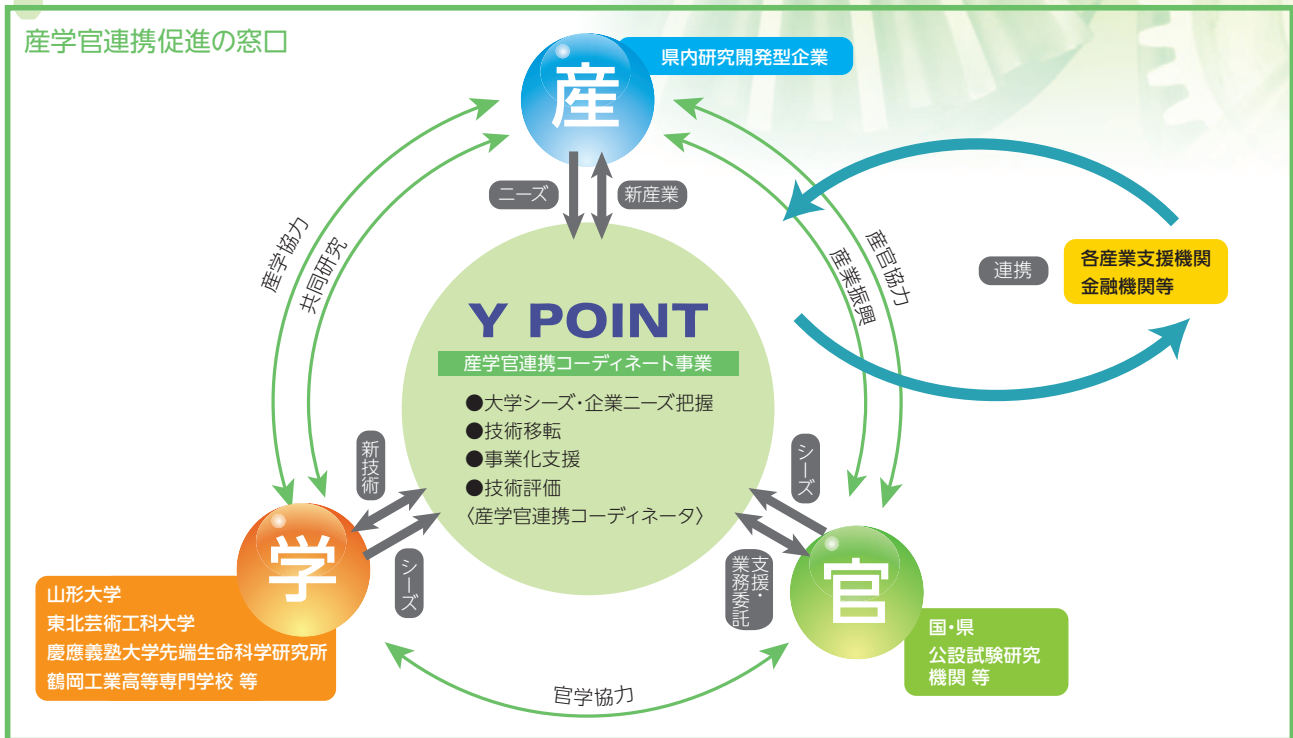 産学官連携促進の窓口
産
県内研究開発型企業
ニーズ
新産業
産学協力
共同研究
産官協力
産業振興
連携
各産業支援機関
金融機関等
Y POINT
産学官連携コーディネート事業
●大学シーズ・企業ニーズ把握
●技術移転
●事業化支援
●技術評価
〈産学官連携コーディネータ〉
新技術
シーズ
シーズ
支援・
業務委託
学
山形大学
東北芸術工科大学
慶應義塾大学先端生命科学研究所
鶴岡工業高等専門学校 等
官
国・県
公設試験研究
機関 等
官学協力